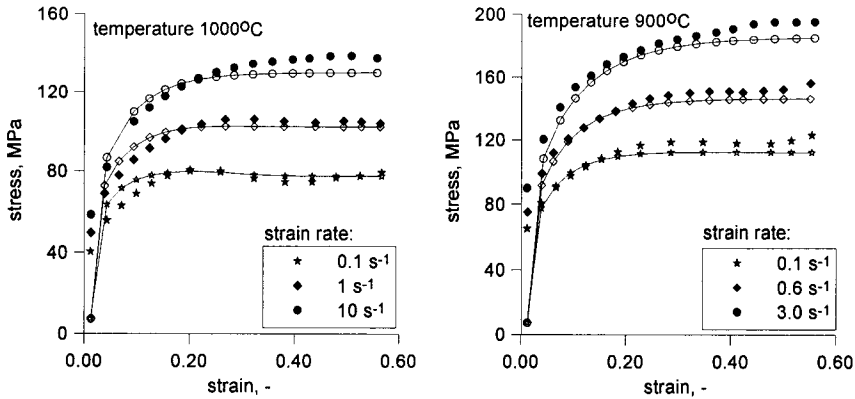 temperature 1000ºC
stress, MPa
160
120
80
40
0
strain rate:
0.1 s-1
1 s-1
10 s-1
0.00 0.20 0.40 0.60
strain, -
temperature 900ºC
stress, MPa
200
160
120
80
40
0
strain rate:
0.1 s-1
0.6 s-1
3.0 s-1
0.00 0.20 0.40 0.60
strain, -